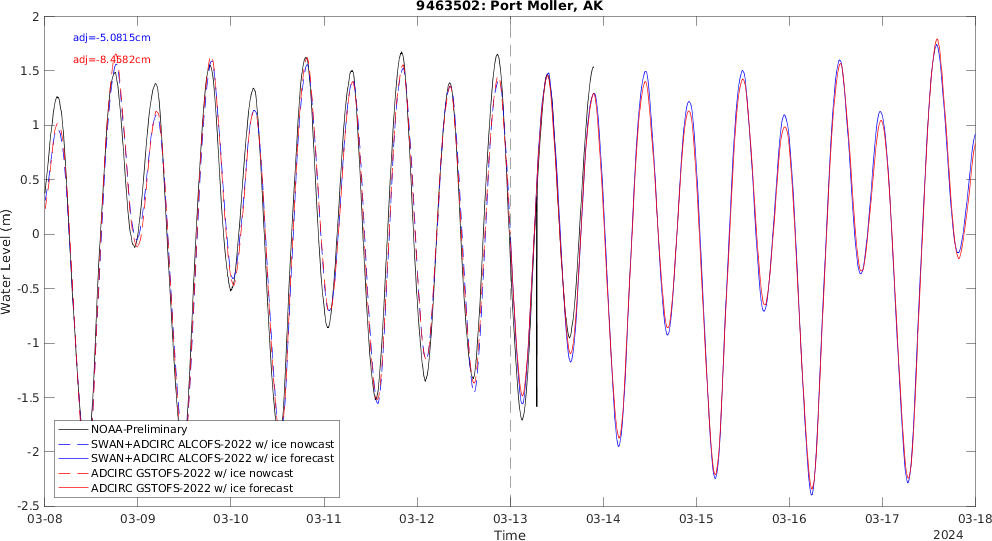 9463502: Port Moller, AK
adj=-5.0815cm
adj=-8.4582cm
2
1.5
1
0.5
0
-0.5
-1
-1.5
-2
-2.5
Water Level (m)
NOAA-Preliminary
SWAN+ADCIRC ALCOFS-2022 w/ ice nowcast
SWAN+ADCIRC ALCOFS-2022 w/ ice forecast
ADCIRC GSTOFS-2022 w/ ice nowcast
ADCIRC GSTOFS-2022 w/ ice forecast
03-08 03-09 03-10 03-11 03-12 03-13 03-14 03-15 03-16 03-17 03-18
Time
2024